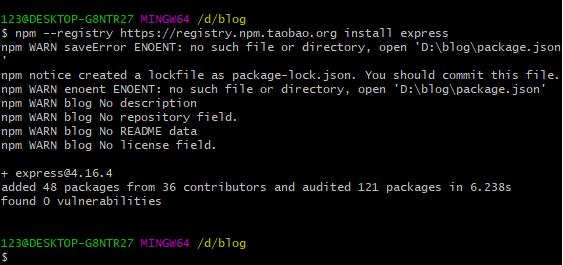 123@DESKTOP-G8NTR27 MINGW64 /d/blog
$ npm --registry https://registry.npm.taobao.org install express
npm WARN saveError ENOENT: no such file or directory, open 'D:\blog\package.json
'
npm notice created a lockfile as package-lock.json. You should commit this file.
npm WARN enoent ENOENT: no such file or directory, open 'D:\blog\package.json'
npm WARN blog No description
npm WARN blog No repository field.
npm WARN blog No README data
npm WARN blog No license field.
+ express@4.16.4
added 48 packages from 36 contributors and audited 121 packages in 6.238s
found 0 vulnerabilities
123@DESKTOP-G8NTR27 MINGW64 /d/blog
$